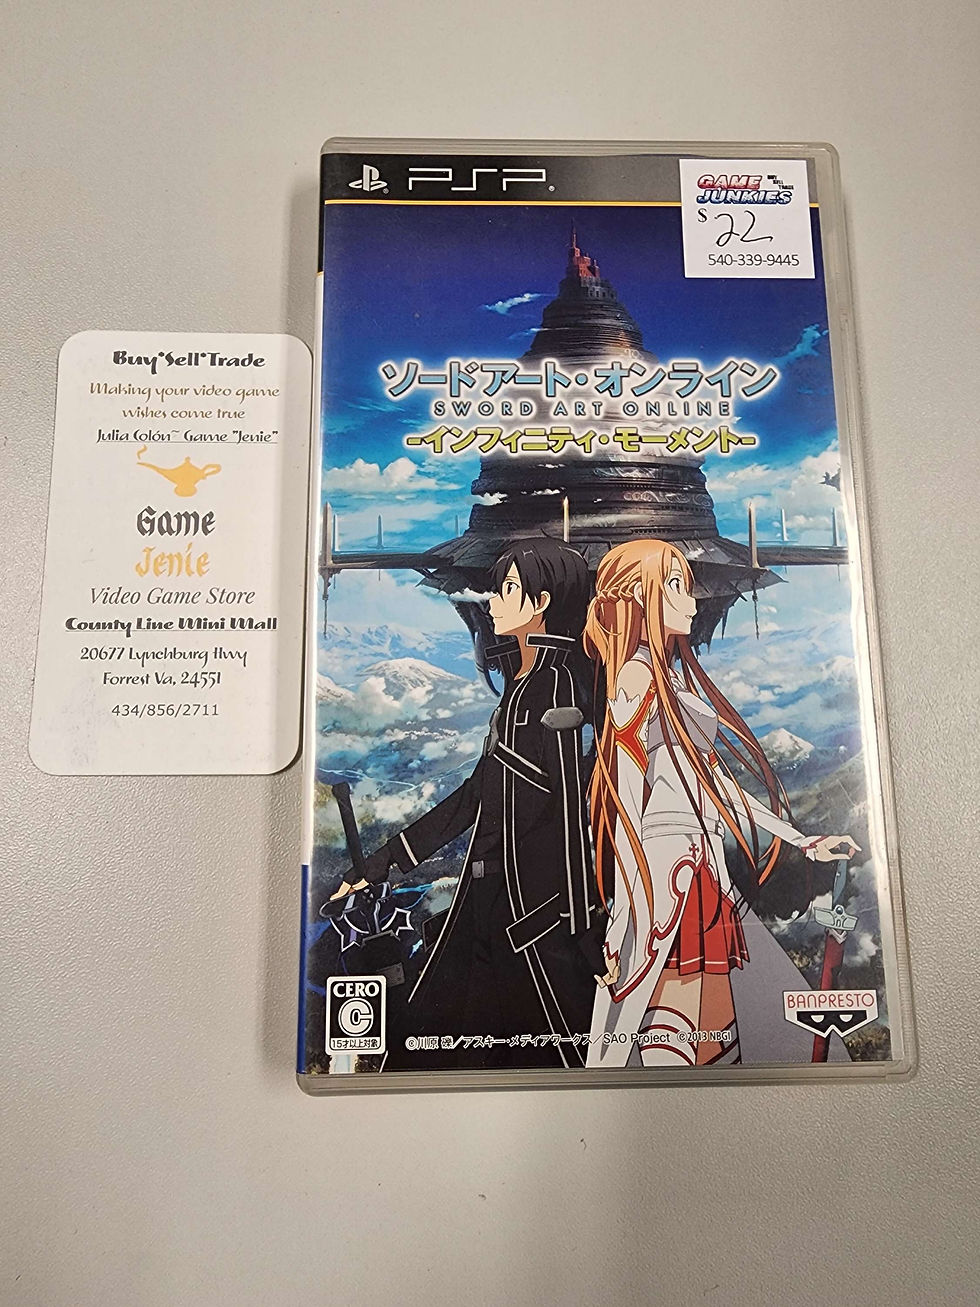 Buy*Sell*Trade
Making your video game
wishes come true
Julia Colón~ Game "Jenie"
Game
Jenie
Video Game Store
County Line Mini Mall
20677 Lynchburg Hwy
Forrest Va, 24551
434/856/2711
PSP
GAME JUNKIES
BUY SELL TRADE
$ 22
540-339-9445
ソードアート・オンライン
SWORD ART ONLINE
-インフィニティ・モーメント-
CERO
C
15才以上対象
BANPRESTO
©川原 礫/アスキー・メディアワークス/SAO Project ©2013 NBGI